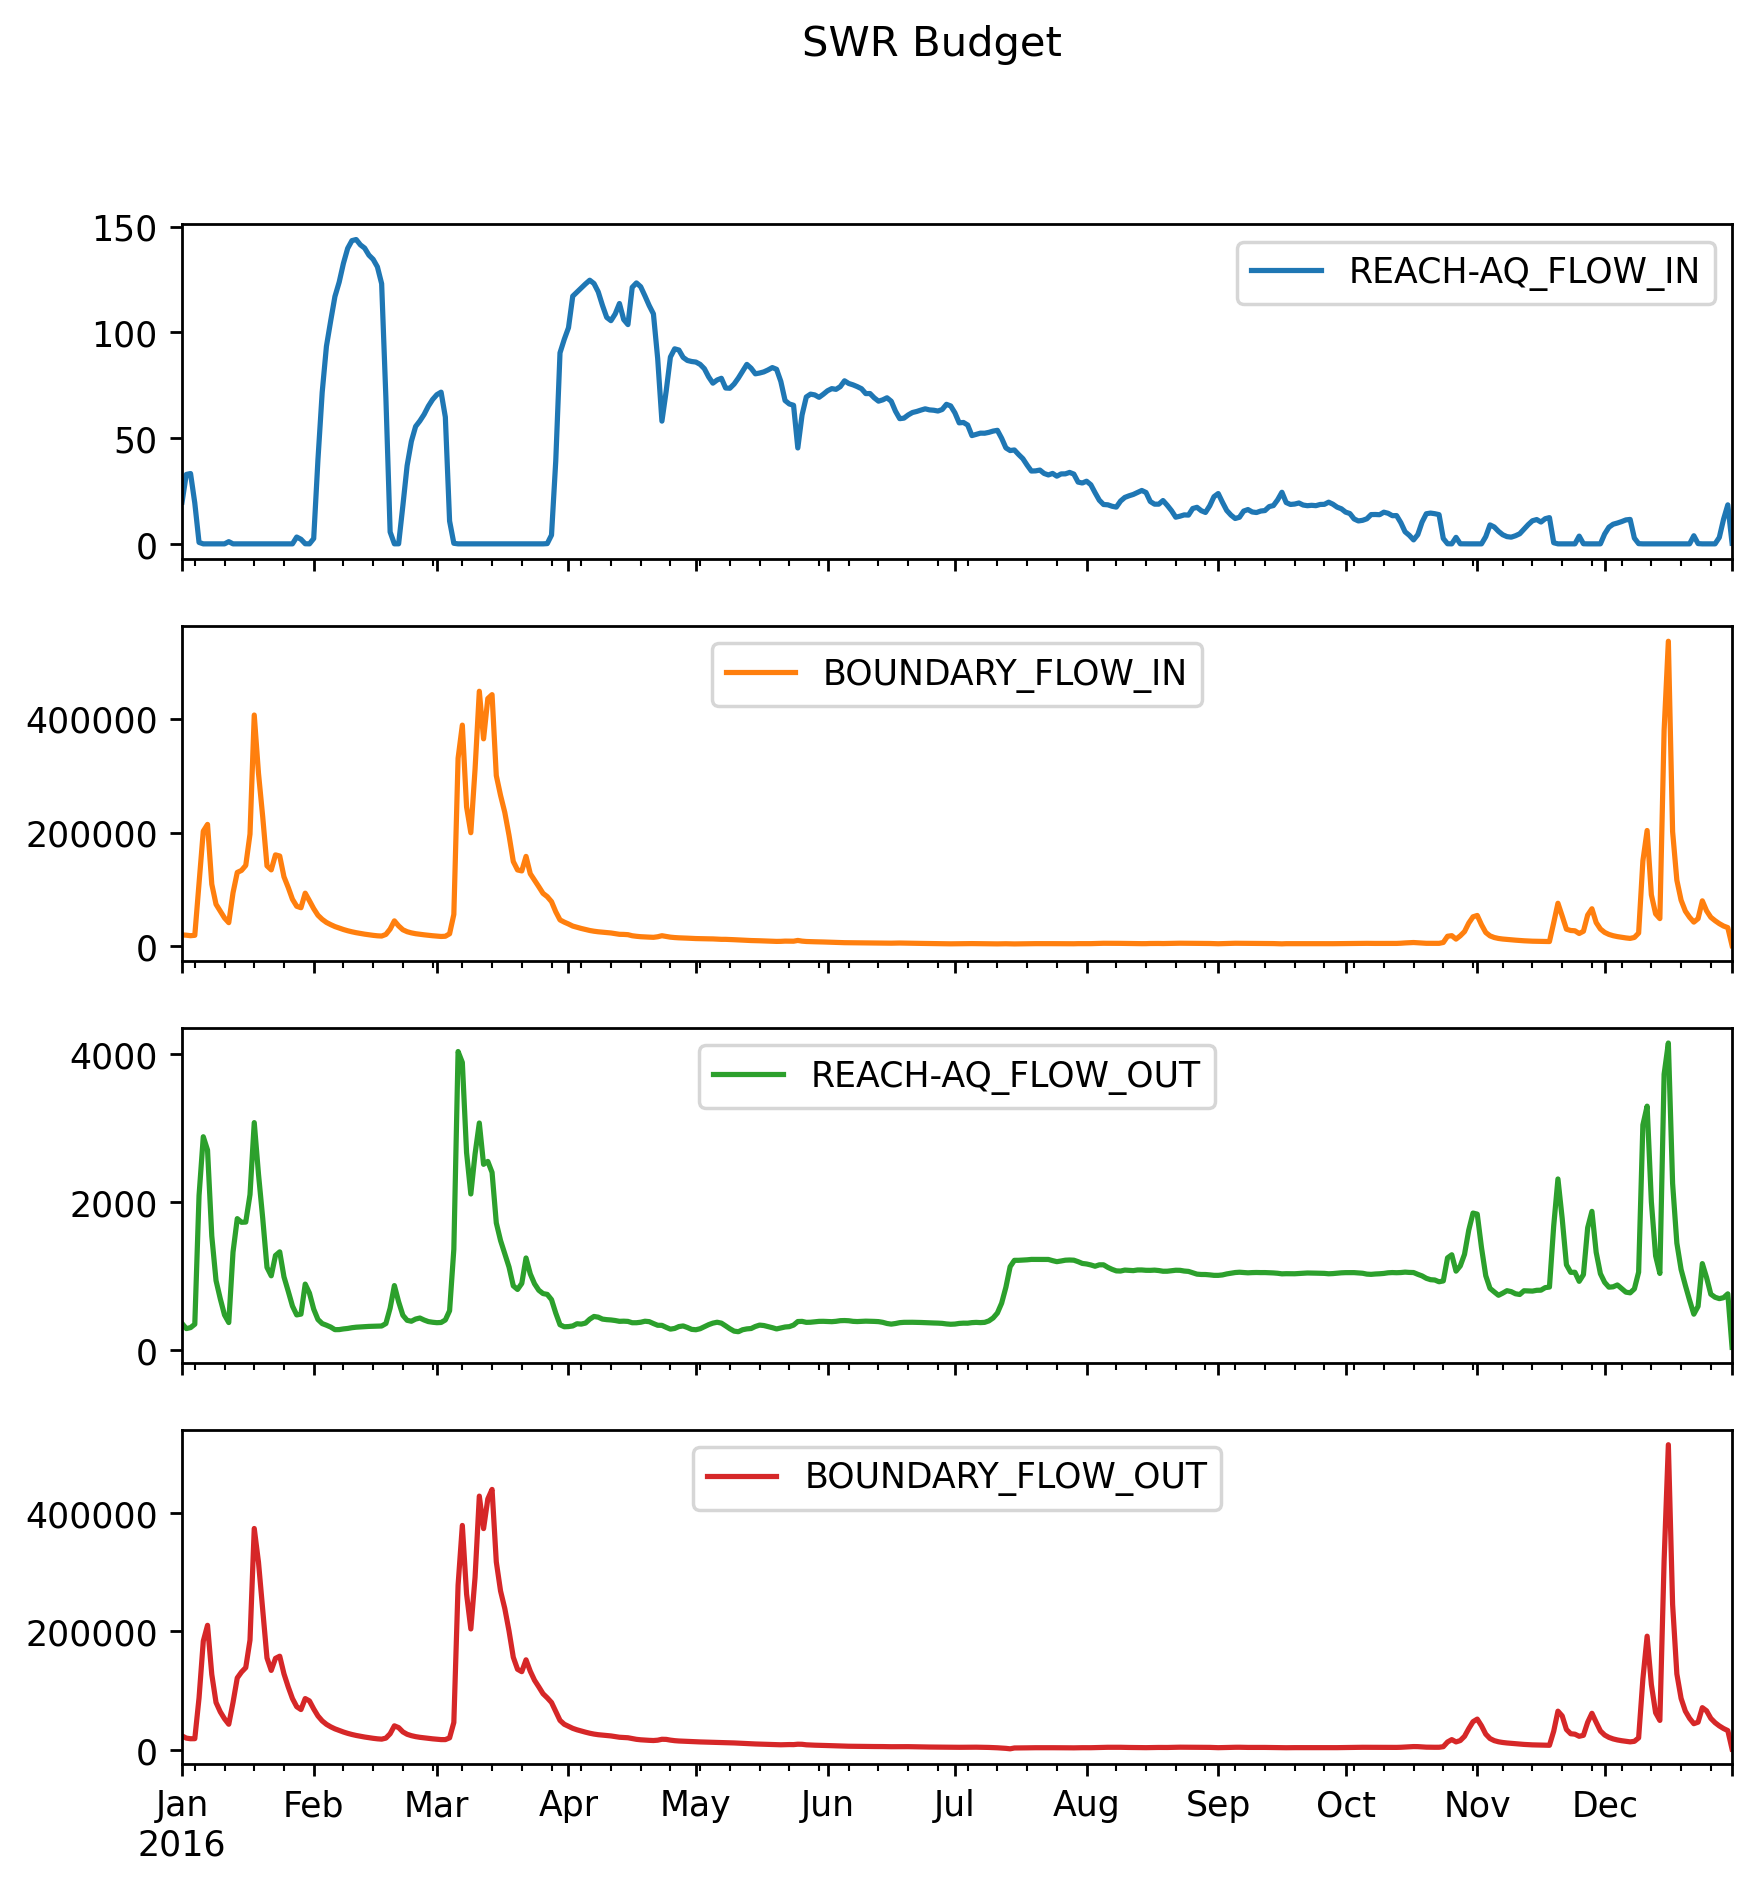 SWR Budget
150
100
50
0
REACH-AQ_FLOW_IN
400000
200000
0
BOUNDARY_FLOW_IN
4000
2000
0
REACH-AQ_FLOW_OUT
400000
200000
0
BOUNDARY_FLOW_OUT
Jan Feb Mar Apr May Jun Jul Aug Sep Oct Nov Dec
2016